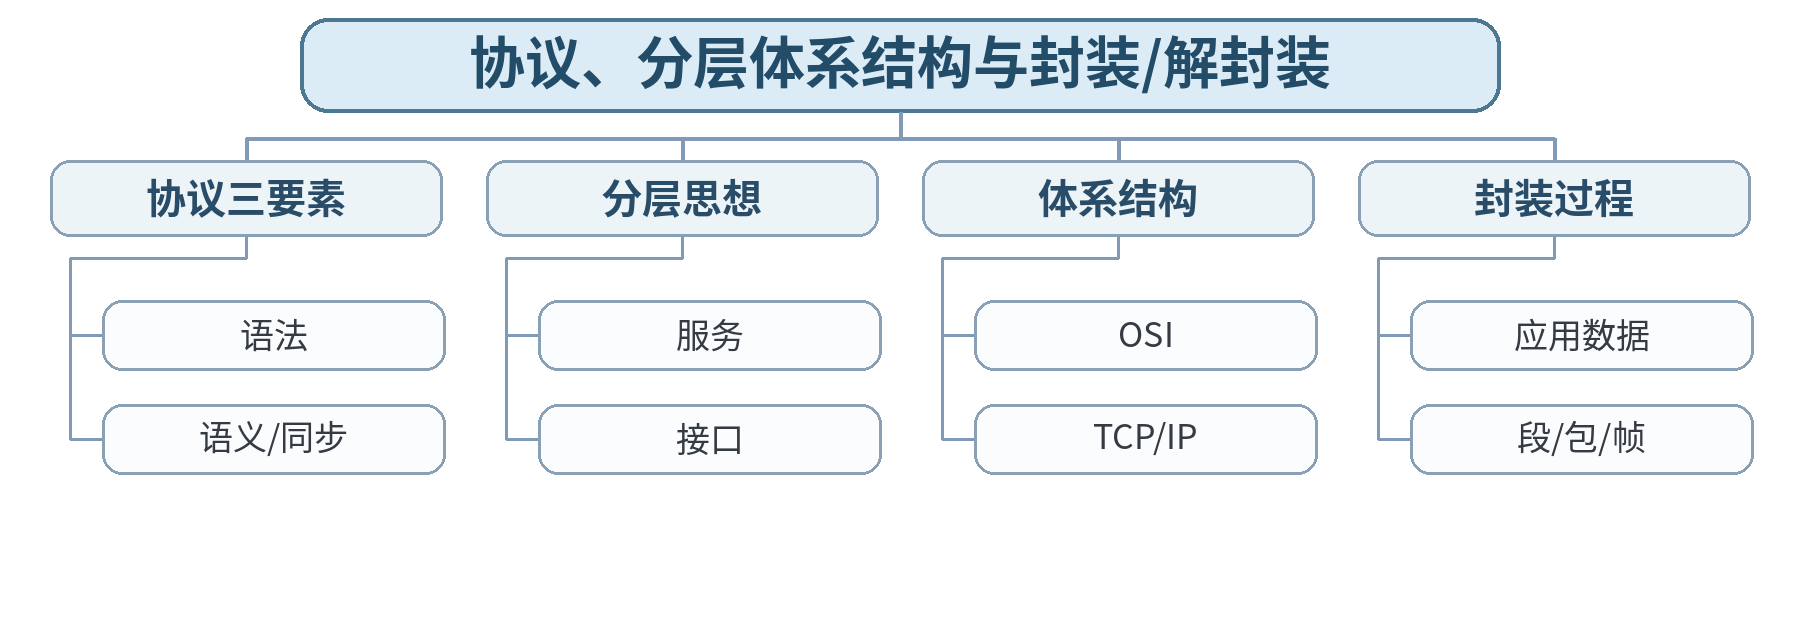 协议、分层体系结构与封装/解封装
协议三要素
分层思想
体系结构
封装过程
语法
服务
OSI
应用数据
语义/同步
接口
TCP/IP
段/包/帧